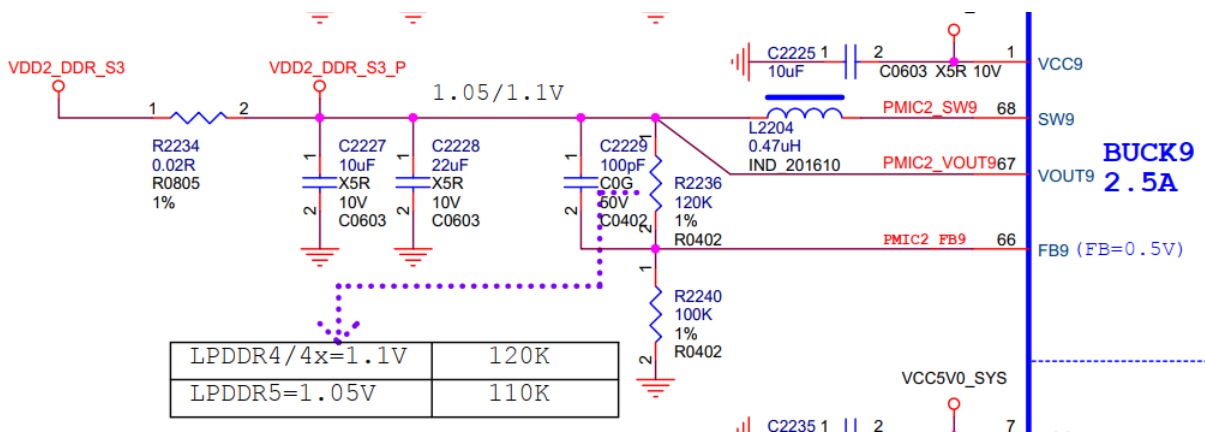 VDD2_DDR_S3
VDD2_DDR_S3_P
1.05/1.1V
1
2
R2234
0.02R
R0805
1%
1
2
C2227
10uF
X5R
10V
C0603
1
2
C2228
22uF
X5R
10V
C0603
1
2
C2229
100pF
C0G
50V
C0402
1
2
R2236
120K
1%
R0402
1
2
R2240
100K
1%
R0402
C2225
10uF
1
2
C0603 X5R 10V
L2204
0.47uH
IND_201610
PMIC2_SW9
PMIC2_VOUT9
PMIC2_FB9
1
VCC9
68
SW9
67
VOUT9
66
FB9 (FB=0.5V)
BUCK9
2.5A
LPDDR4/4x=1.1V 120K
LPDDR5=1.05V 110K
VCC5V0_SYS
C2235 1
2
7